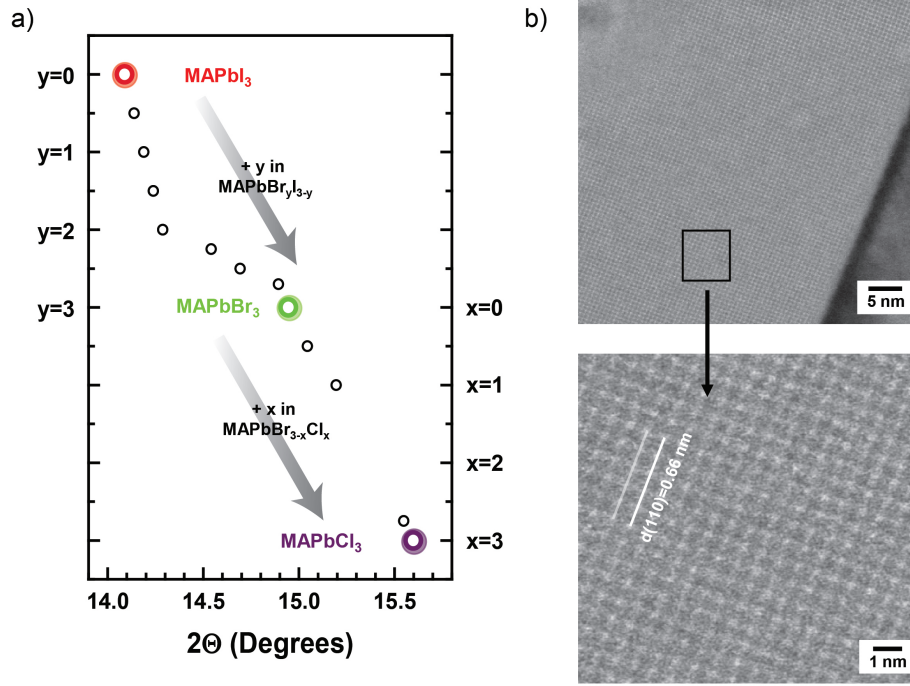 a)
b)
y=0
MAPbI₃
y=1
+ y in
MAPbBrᵧI₃₋ᵧ
y=2
y=3
MAPbBr₃
x=0
x=1
+ x in
MAPbBr₃₋ₓClₓ
x=2
MAPbCl₃
x=3
14.0
14.5
15.0
15.5
2Θ (Degrees)
5 nm
d(110)=0.66 nm
1 nm